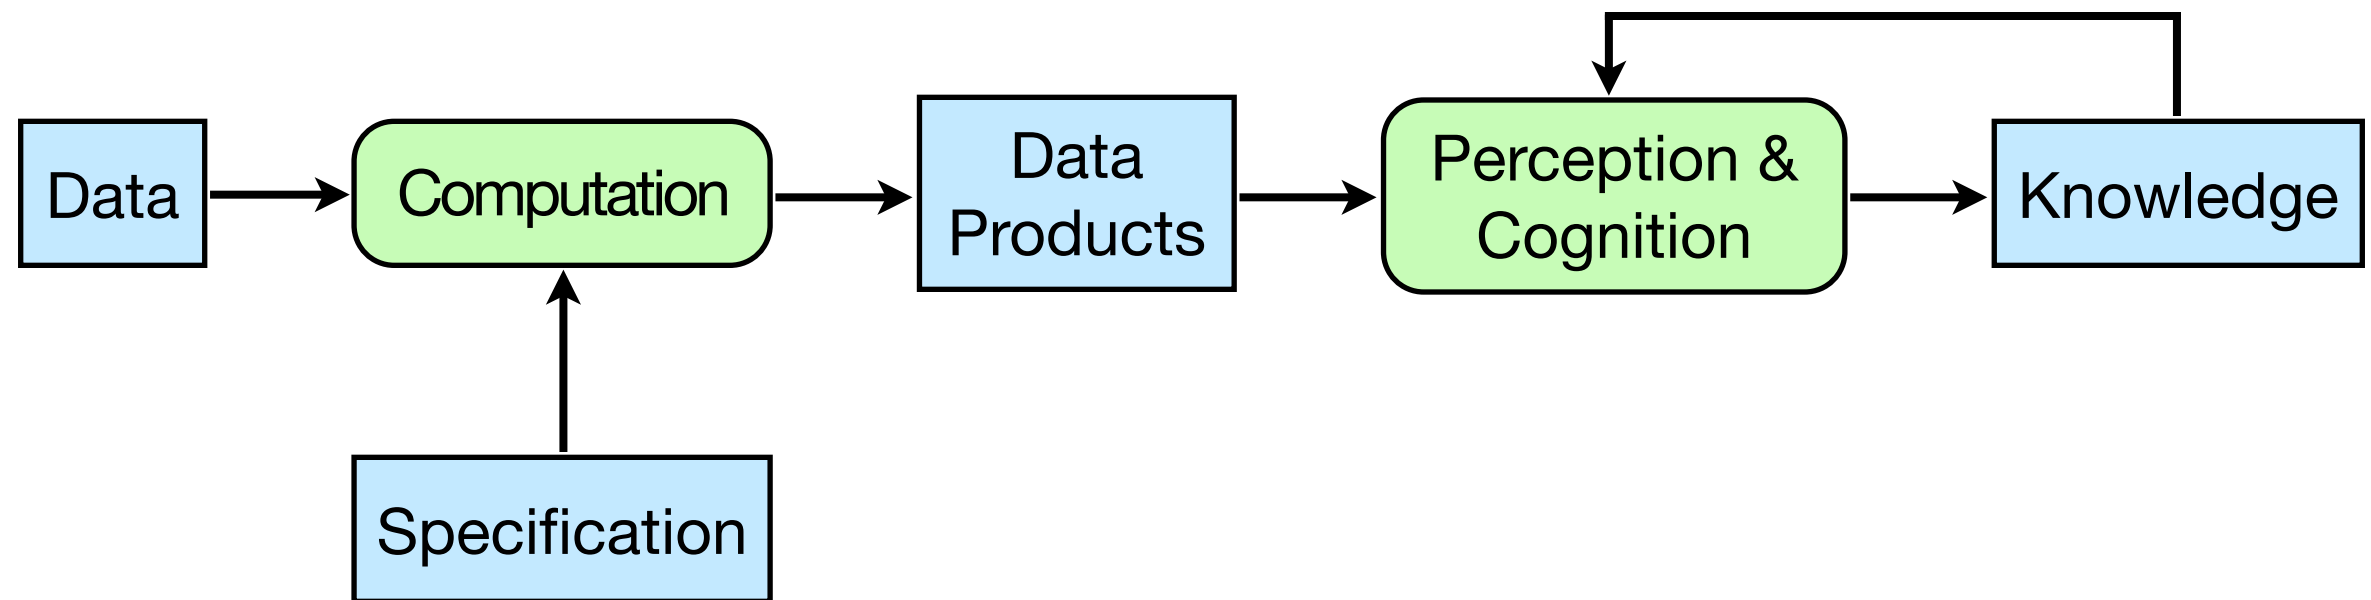 Data
Computation
Data
Products
Perception &
Cognition
Knowledge
Specification